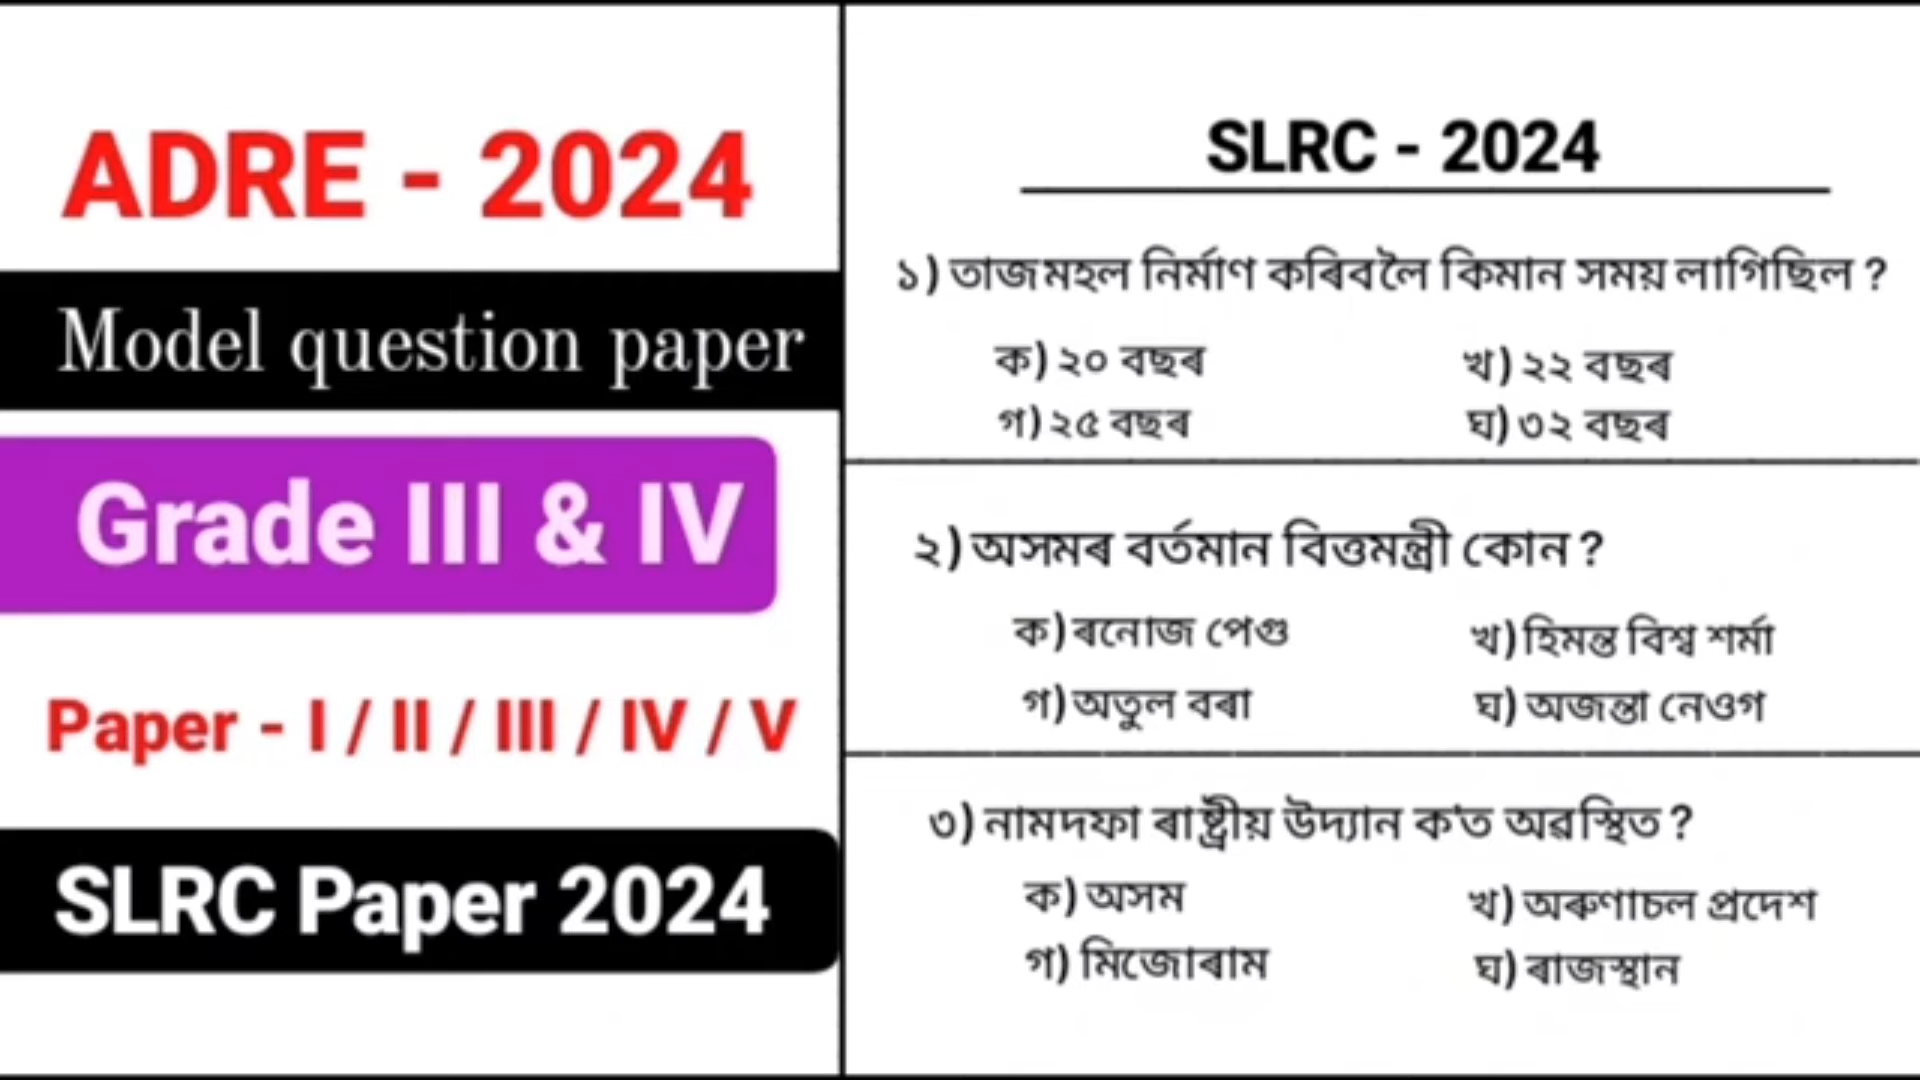 ADRE - 2024
Model question paper
Grade III & IV
Paper - I / II / III / IV / V
SLRC Paper 2024
SLRC - 2024
১) তাজমহল নিৰ্মাণ কৰিবলৈ কিমান সময় লাগিছিল ?
ক) ২০ বছৰ খ) ২২ বছৰ
গ) ২৫ বছৰ ঘ) ৩২ বছৰ
২) অসমৰ বৰ্তমান বিত্তমন্ত্ৰী কোন ?
ক) ৰনোজ পেগু খ) হিমন্ত বিশ্ব শৰ্মা
গ) অতুল বৰা ঘ) অজন্তা নেওগ
৩) নামদফা ৰাষ্ট্ৰীয় উদ্যান ক'ত অৱস্থিত ?
ক) অসম খ) অৰুণাচল প্ৰদেশ
গ) মিজোৰাম ঘ) ৰাজস্থান